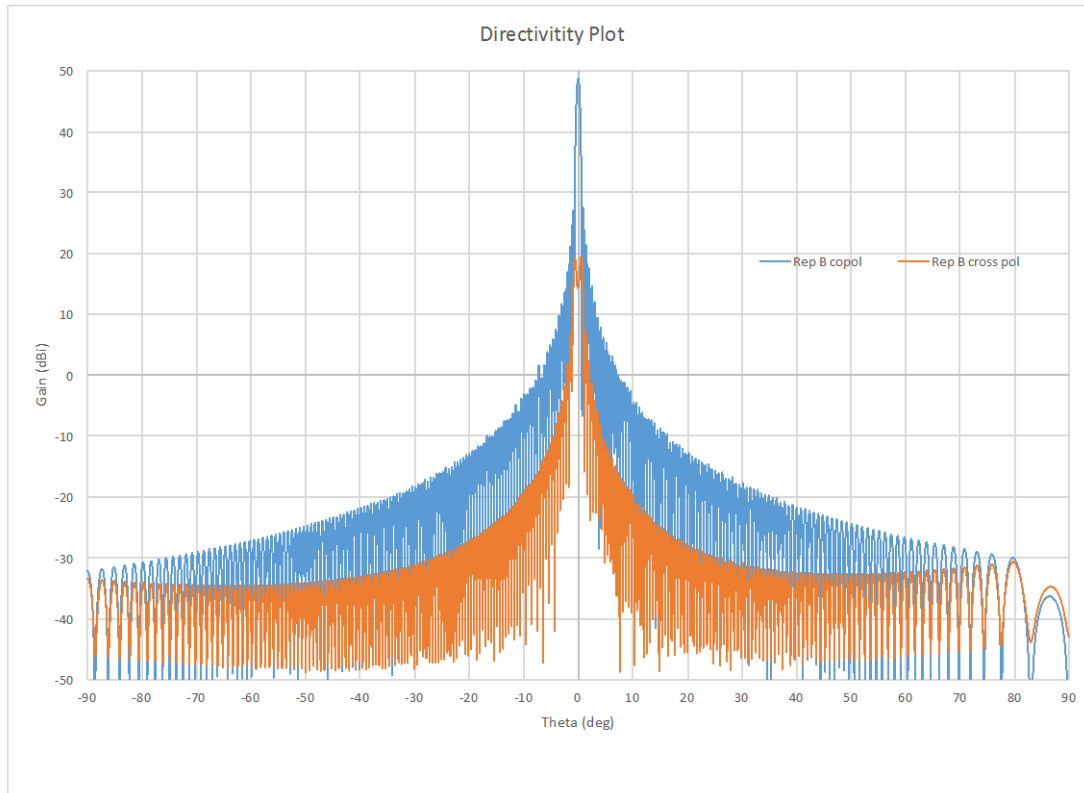 Directivitity Plot
50
40
30
20
10
0
-10
-20
-30
-40
-50
Gain (dBi)
Rep B copol Rep B cross pol
-90 -80 -70 -60 -50 -40 -30 -20 -10 0 10 20 30 40 50 60 70 80 90
Theta (deg)